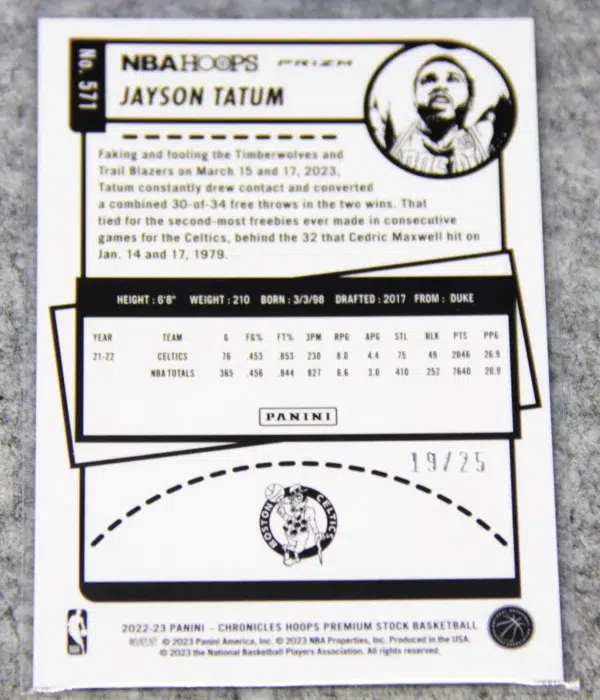 No. 571
NBA HOOPS PRIZM
JAYSON TATUM
Faking and fooling the Timberwolves and
Trail Blazers on March 15 and 17, 2023,
Tatum constantly drew contact and converted
a combined 30-of-34 free throws in the two wins. That
tied for the second-most freebies ever made in consecutive
games for the Celtics, behind the 32 that Cedric Maxwell hit on
Jan. 14 and 17, 1979.
HEIGHT : 6'8" WEIGHT : 210 BORN : 3/3/98 DRAFTED : 2017 FROM : DUKE
YEAR TEAM G FG% FT% 3PM RPG APG STL BLK PTS PPG
21-22 CELTICS 76 .453 .853 230 8.0 4.4 75 49 2046 26.9
NBA TOTALS 365 .456 .844 827 6.6 3.0 410 252 7640 20.9
PANINI
19/25
BOSTON CELTICS
2022-23 PANINI – CHRONICLES HOOPS PREMIUM STOCK BASKETBALL
© 2023 Panini America, Inc. © 2023 NBA Properties, Inc. Produced in the USA.
© 2023 the National Basketball Players Association. All rights reserved.